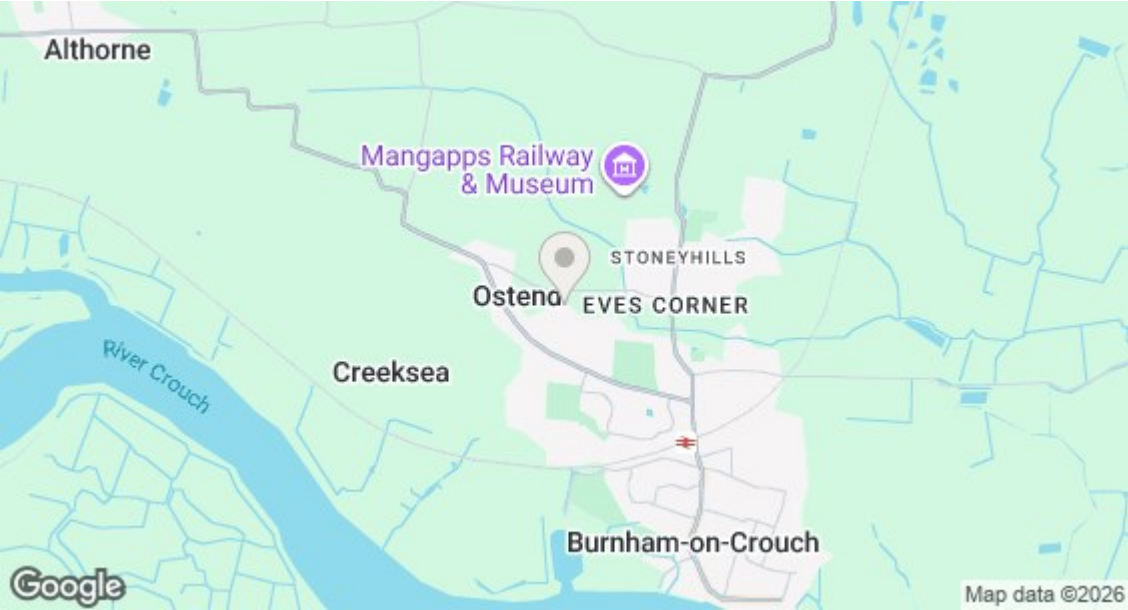 Althorne
Mangapps Railway
& Museum
STONEYHILLS
Ostend
EVES CORNER
River Crouch
Creeksea
Burnham-on-Crouch
Google
Map data ©2026